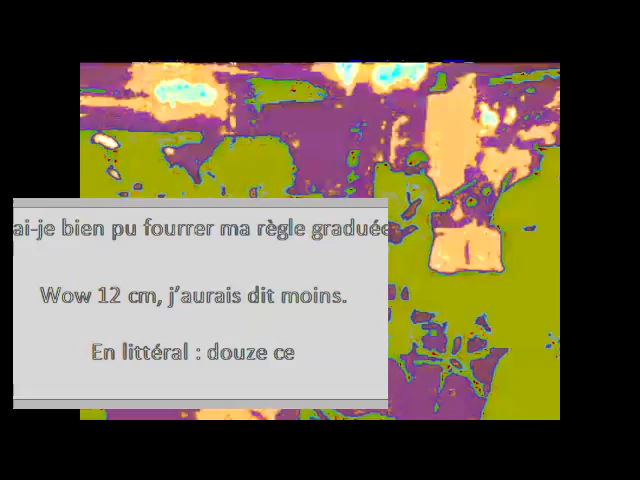 ai-je bien pu fourrer ma règle graduée
Wow 12 cm, j'aurais dit moins.
En littéral : douze ce